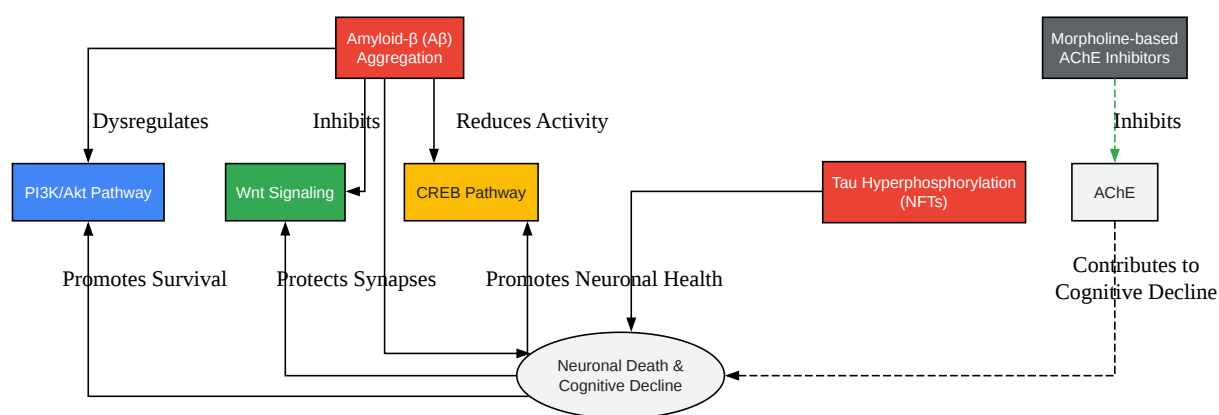 Amyloid-β (Aβ)
Aggregation
Morpholine-based
AChE Inhibitors
Dysregulates
Inhibits
Reduces Activity
Inhibits
PI3K/Akt Pathway
Wnt Signaling
CREB Pathway
Tau Hyperphosphorylation
(NFTs)
AChE
Promotes Survival
Protects Synapses
Promotes Neuronal Health
Contributes to
Cognitive Decline
Neuronal Death &
Cognitive Decline